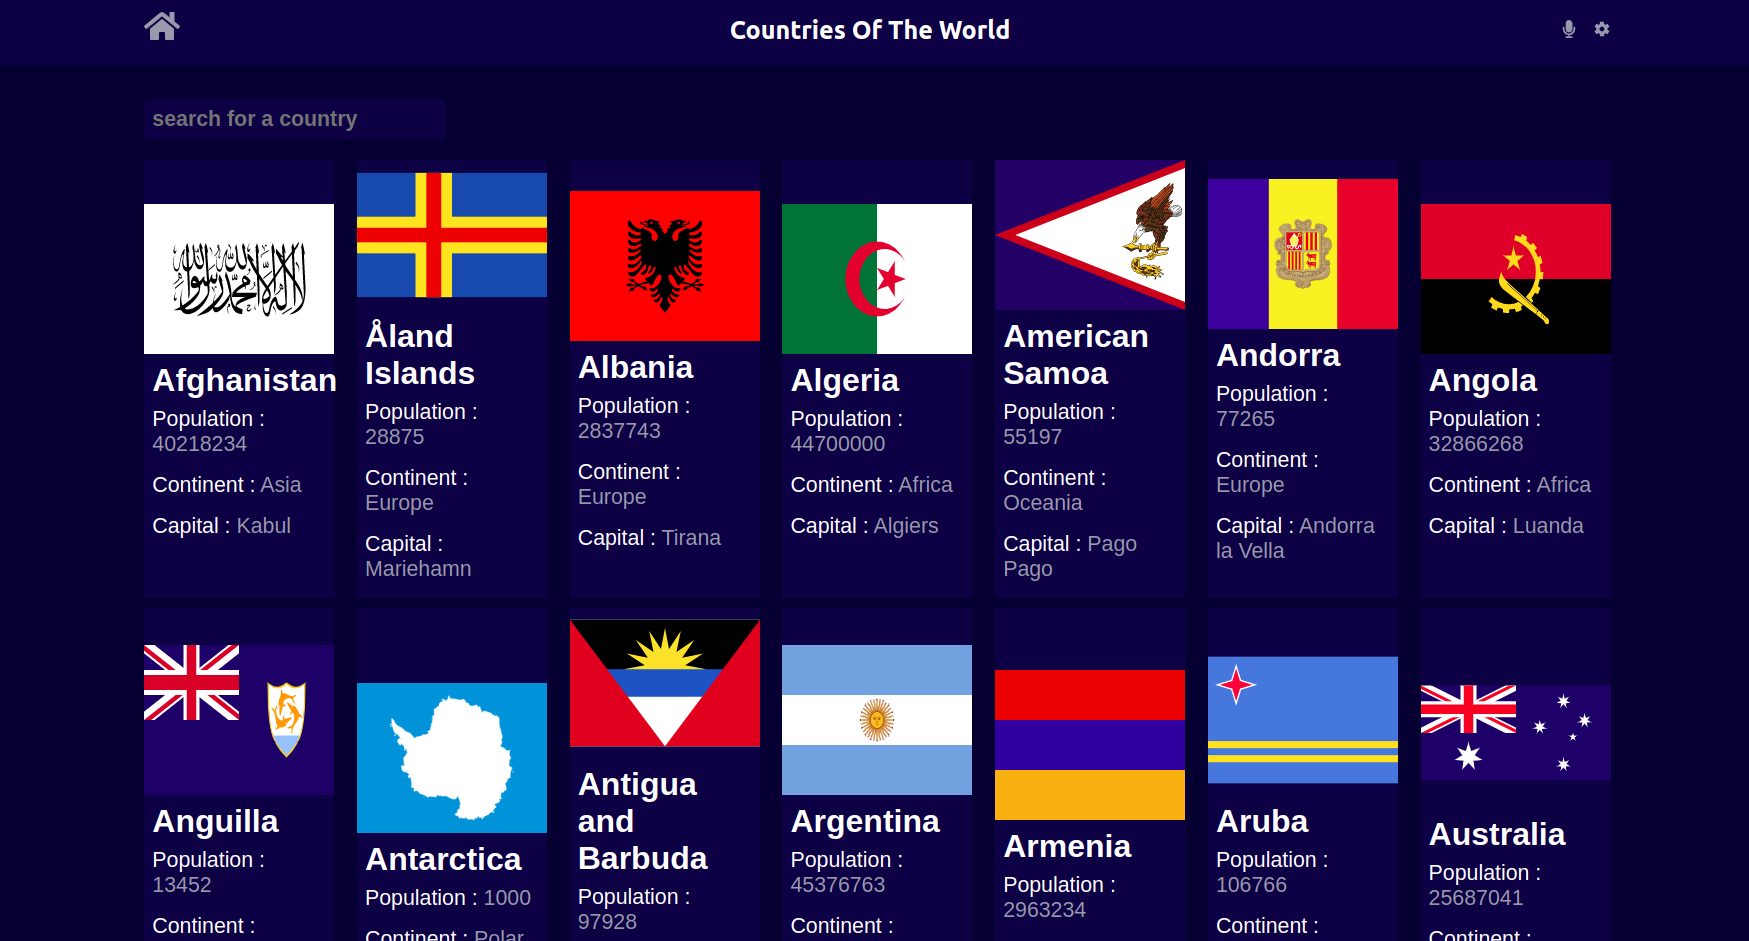 Countries Of The World
search for a country
Afghanistan
Population :
40218234
Continent : Asia
Capital : Kabul
Åland
Islands
Population :
28875
Continent :
Europe
Capital :
Mariehamn
Albania
Population :
2837743
Continent :
Europe
Capital : Tirana
Algeria
Population :
44700000
Continent : Africa
Capital : Algiers
American
Samoa
Population :
55197
Continent :
Oceania
Capital : Pago
Pago
Andorra
Population :
77265
Continent :
Europe
Capital : Andorra
la Vella
Angola
Population :
32866268
Continent : Africa
Capital : Luanda
Anguilla
Population :
13452
Continent :
Antarctica
Population : 1000
Continent : Polar
Antigua
and
Barbuda
Population :
97928
Argentina
Population :
45376763
Continent :
Armenia
Population :
2963234
Aruba
Population :
106766
Continent :
Australia
Population :
25687041
Continent :